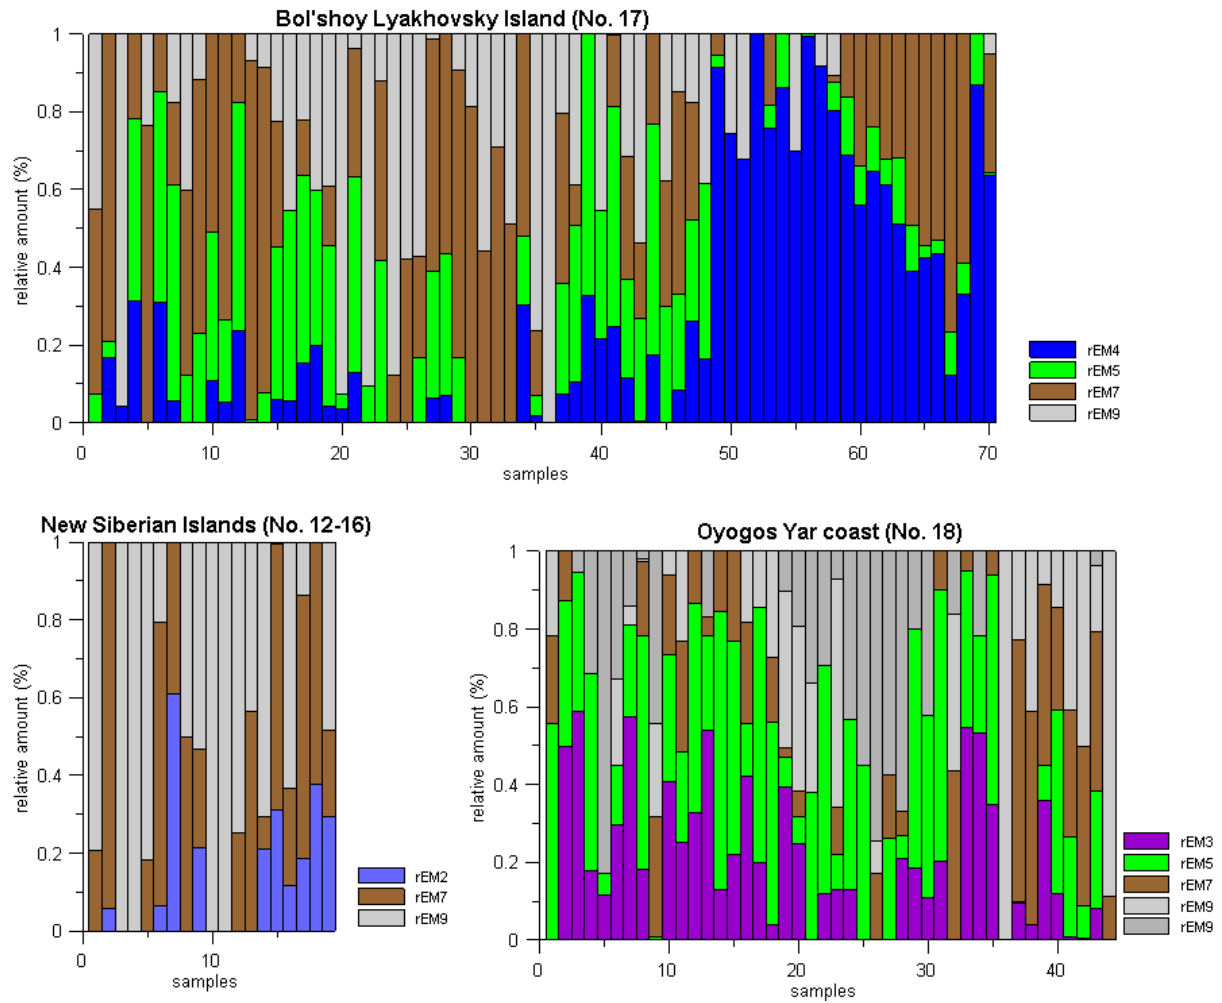 Bol'shoy Lyakhovsky Island (No. 17)
1
0.8
0.6
0.4
0.2
0
relative amount (%)
0 10 20 30 40 50 60 70
samples
rEM4
rEM5
rEM7
rEM9
New Siberian Islands (No. 12-16)
1
0.8
0.6
0.4
0.2
0
relative amount (%)
0 10
samples
rEM2
rEM7
rEM9
Oyogos Yar coast (No. 18)
1
0.8
0.6
0.4
0.2
0
relative amount (%)
0 10 20 30 40
samples
rEM3
rEM5
rEM7
rEM9
rEM9